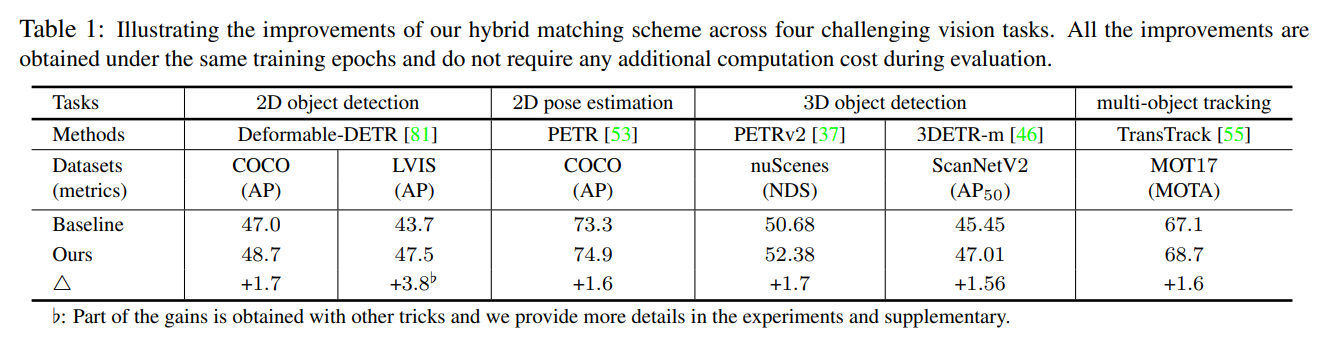 Table 1: Illustrating the improvements of our hybrid matching scheme across four challenging vision tasks. All the improvements are
obtained under the same training epochs and do not require any additional computation cost during evaluation.
Tasks 2D object detection 2D pose estimation 3D object detection multi-object tracking
Methods Deformable-DETR [81] PETR [53] PETRv2 [37] 3DETR-m [46] TransTrack [55]
Datasets COCO LVIS COCO nuScenes ScanNetV2 MOT17
(metrics) (AP) (AP) (AP) (NDS) (AP50) (MOTA)
Baseline 47.0 43.7 73.3 50.68 45.45 67.1
Ours 48.7 47.5 74.9 52.38 47.01 68.7
△ +1.7 +3.8♭ +1.6 +1.7 +1.56 +1.6
♭: Part of the gains is obtained with other tricks and we provide more details in the experiments and supplementary.